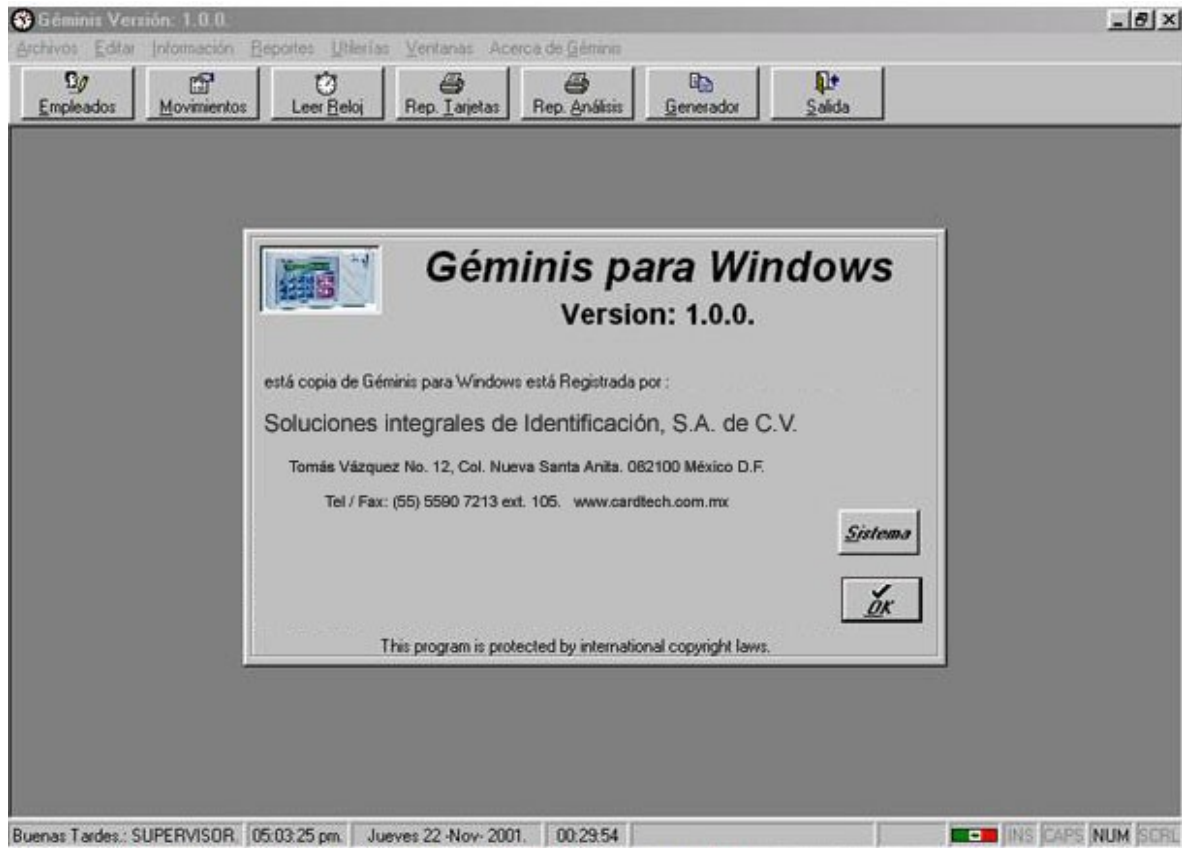 Géminis Versión: 1.0.0.
Archivos Editar Información Reportes Utilerías Ventanas Acerca de Géminis
Empleados Movimientos Leer Reloj Rep. Tarjetas Rep. Análisis Generador Salida
Géminis para Windows
Version: 1.0.0.
está copia de Géminis para Windows está Registrada por :
Soluciones integrales de Identificación, S.A. de C.V.
Tomás Vázquez No. 12, Col. Nueva Santa Anita. 082100 México D.F.
Tel / Fax: (55) 5590 7213 ext. 105. www.cardtech.com.mx
Sistema
OK
This program is protected by international copyright laws.
Buenas Tardes.: SUPERVISOR. 05:03:25 pm. Jueves 22 -Nov- 2001. 00:29:54 INS CAPS NUM SCRL